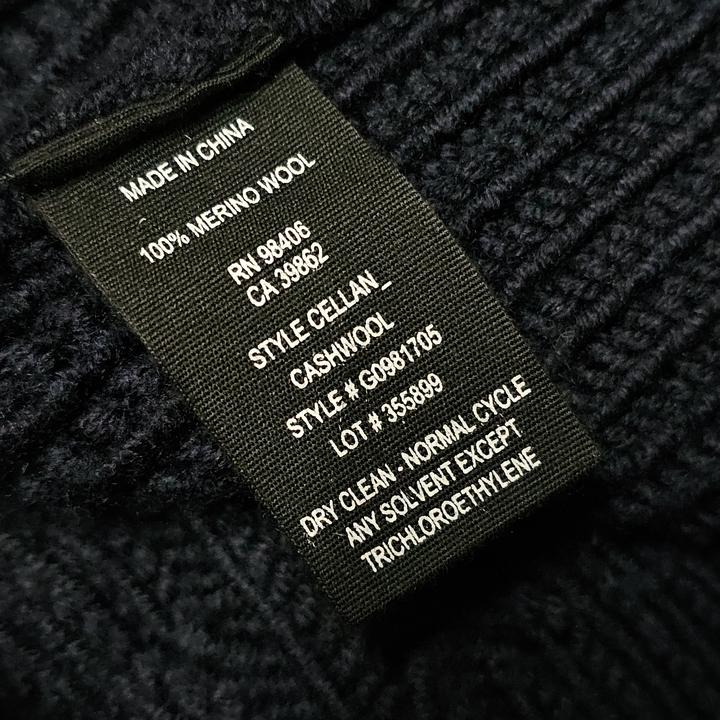 MADE IN CHINA
100% MERINO WOOL
RN 98406
CA 39862
STYLE CELLAN_
CASHWOOL
STYLE # G0981705
LOT # 355899
DRY CLEAN - NORMAL CYCLE
ANY SOLVENT EXCEPT
TRICHLOROETHYLENE